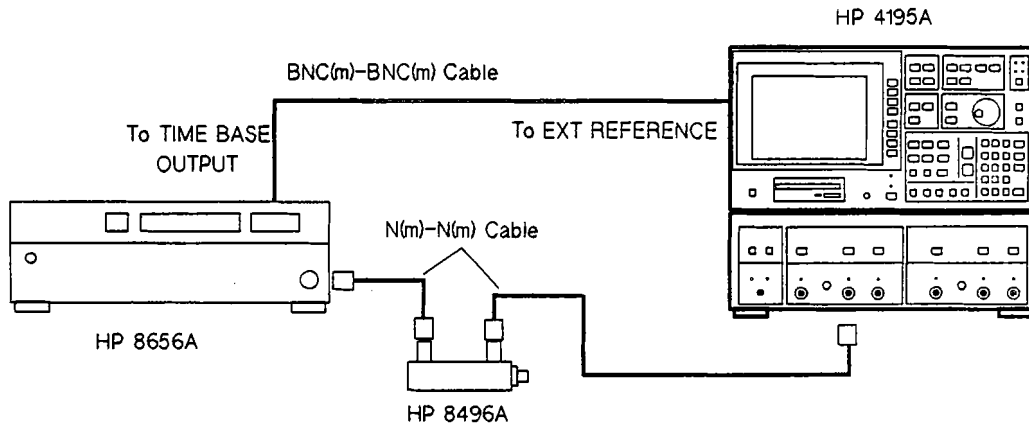 HP 4195A
BNC(m)-BNC(m) Cable
To TIME BASE
OUTPUT
To EXT REFERENCE
N(m)-N(m) Cable
HP 8656A
HP 8496A